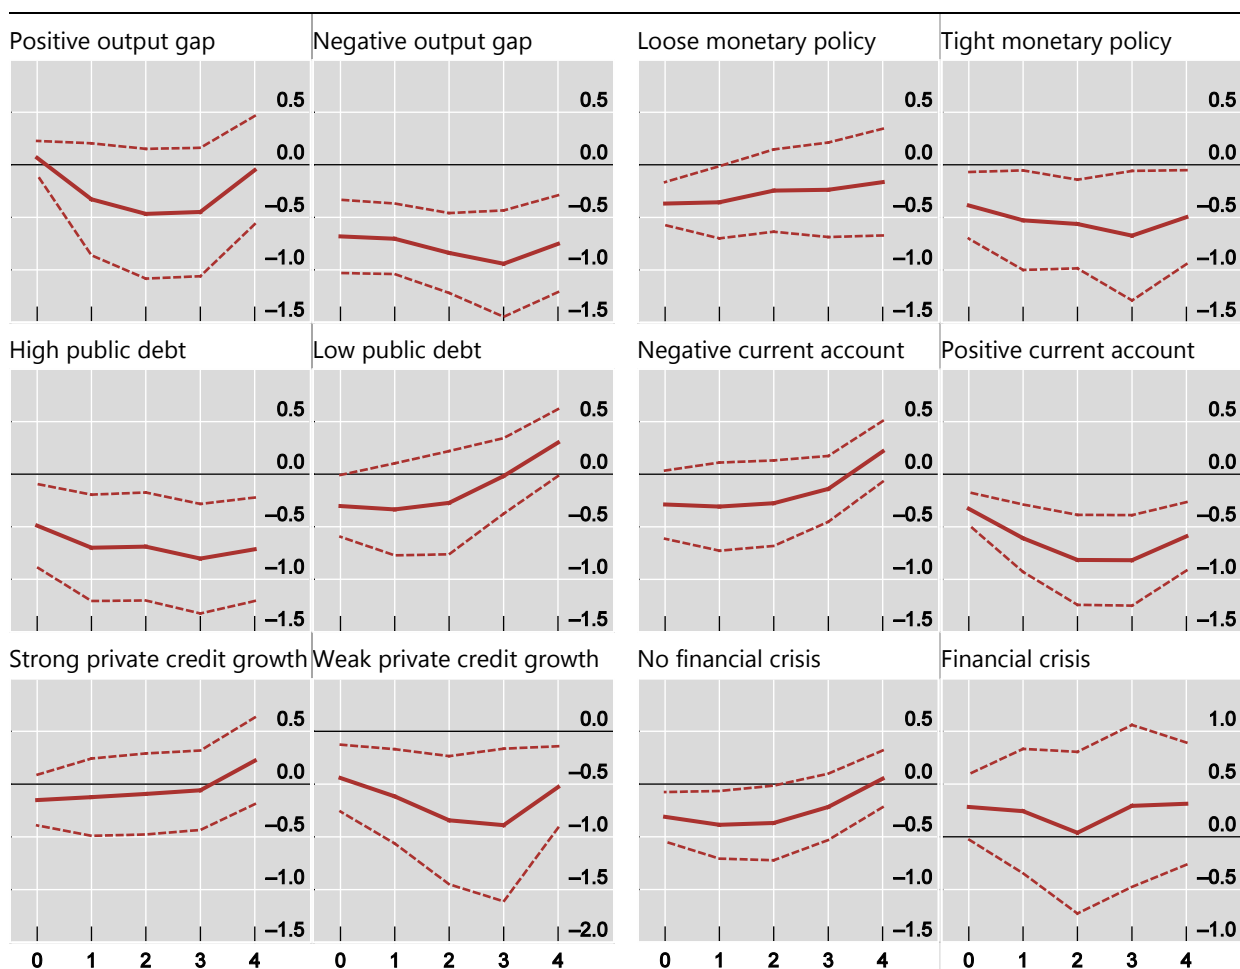 Positive output gap Negative output gap Loose monetary policy Tight monetary policy
0.5 0.5 0.5 0.5
0.0 0.0 0.0 0.0
–0.5 –0.5 –0.5 –0.5
–1.0 –1.0 –1.0 –1.0
–1.5 –1.5 –1.5 –1.5
High public debt Low public debt Negative current account Positive current account
0.5 0.5 0.5 0.5
0.0 0.0 0.0 0.0
–0.5 –0.5 –0.5 –0.5
–1.0 –1.0 –1.0 –1.0
–1.5 –1.5 –1.5 –1.5
Strong private credit growth Weak private credit growth No financial crisis Financial crisis
0.5 0.0 0.5 1.0
0.0 –0.5 0.0 0.5
–0.5 –1.0 –0.5 0.0
–1.0 –1.5 –1.0 –0.5
–1.5 –2.0 –1.5 –1.0
0 1 2 3 4 0 1 2 3 4 0 1 2 3 4 0 1 2 3 4